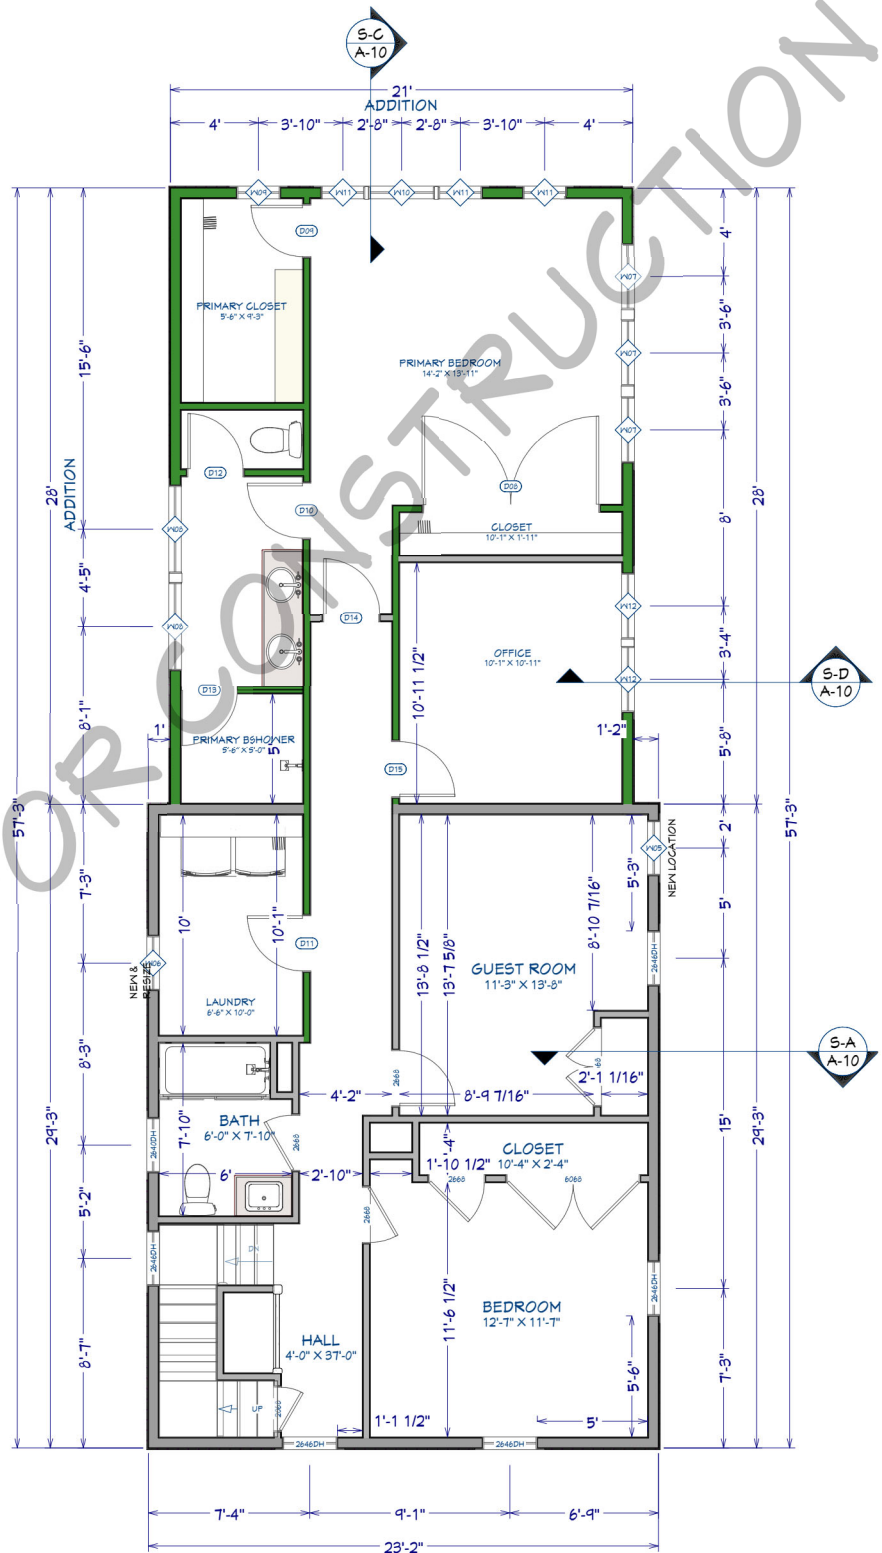 S-C
A-10
21'
ADDITION
4'
3'-10"
2'-8"
2'-8"
3'-10"
4'
W09
W11
W10
W11
W11
D09
PRIMARY CLOSET
5'-6" X 9'-3"
PRIMARY BEDROOM
14'-2" X 13'-11"
W07
W07
W07
4'
3'-6"
3'-6"
8'
3'-4"
5'-8"
28'
57'-3"
15'-6"
ADDITION
28'
4'-5"
8'-1"
57'-3"
D12
D10
D08
CLOSET
10'-1" X 1'-11"
W08
W08
D14
W12
W12
OFFICE
10'-1" X 10'-11"
10'-11 1/2"
S-D
A-10
D13
PRIMARY BSHOWER
5'-6" X 5'-0"
5'
1'
1'-2"
D15
OR CONSTRUCTION
W05
NEW LOCATION
2'
5'
15'
7'-3"
29'-3"
7'-3"
8'-3"
5'-2"
8'-7"
29'-3"
10'
10'-1"
D11
W06
NEW &
RESIZE
LAUNDRY
6'-6" X 10'-0"
13'-8 1/2"
13'-7 5/8"
8'-10 7/16"
5'-3"
GUEST ROOM
11'-3" X 13'-8"
2646DH
S-A
A-10
2668
68
2'-1 1/16"
4'-2"
8'-9 7/16"
BATH
6'-0" X 7'-10"
7'-10"
6'
2640DH
2668
2'-10"
1'-10 1/2"
-4"
CLOSET
10'-4" X 2'-4"
2668
6068
2668
2646DH
DN
UP
2068
HALL
4'-0" X 37'-0"
BEDROOM
12'-7" X 11'-7"
11'-6 1/2"
2646DH
5'-6"
5'
1'-1 1/2"
2646DH
2646DH
7'-4"
9'-1"
6'-9"
23'-2"